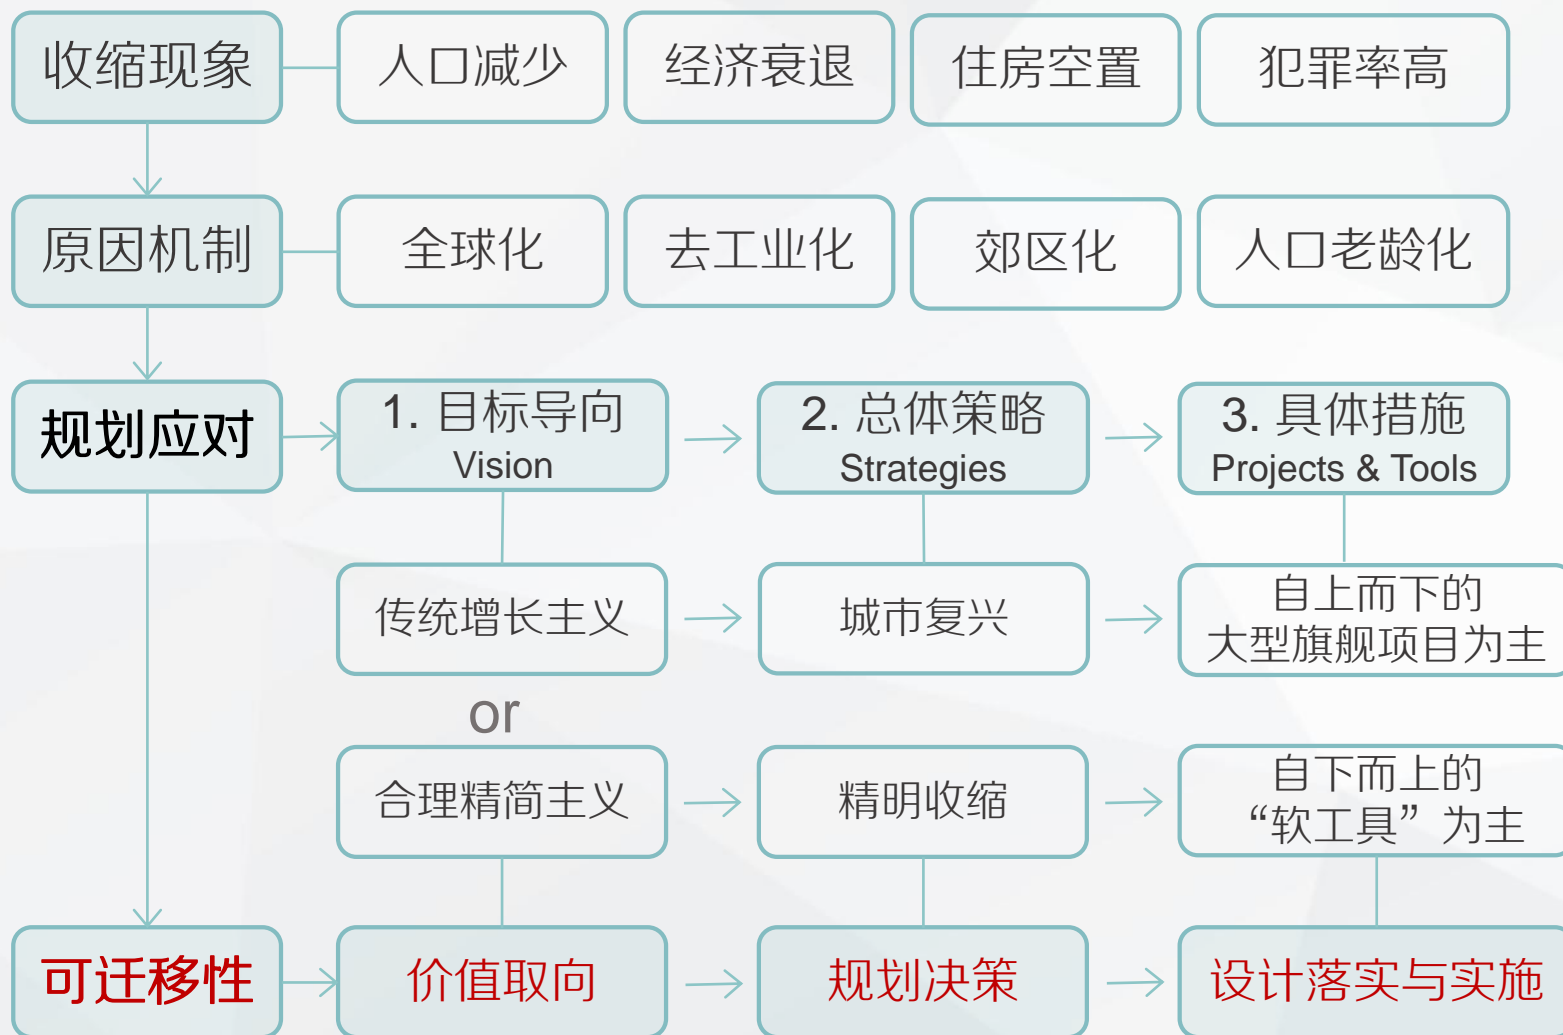 收缩现象
人口减少
经济衰退
住房空置
犯罪率高
原因机制
全球化
去工业化
郊区化
人口老龄化
规划应对
1. 目标导向
Vision
2. 总体策略
Strategies
3. 具体措施
Projects & Tools
传统增长主义
城市复兴
自上而下的
大型旗舰项目为主
or
合理精简主义
精明收缩
自下而上的
“软工具”为主
可迁移性
价值取向
规划决策
设计落实与实施